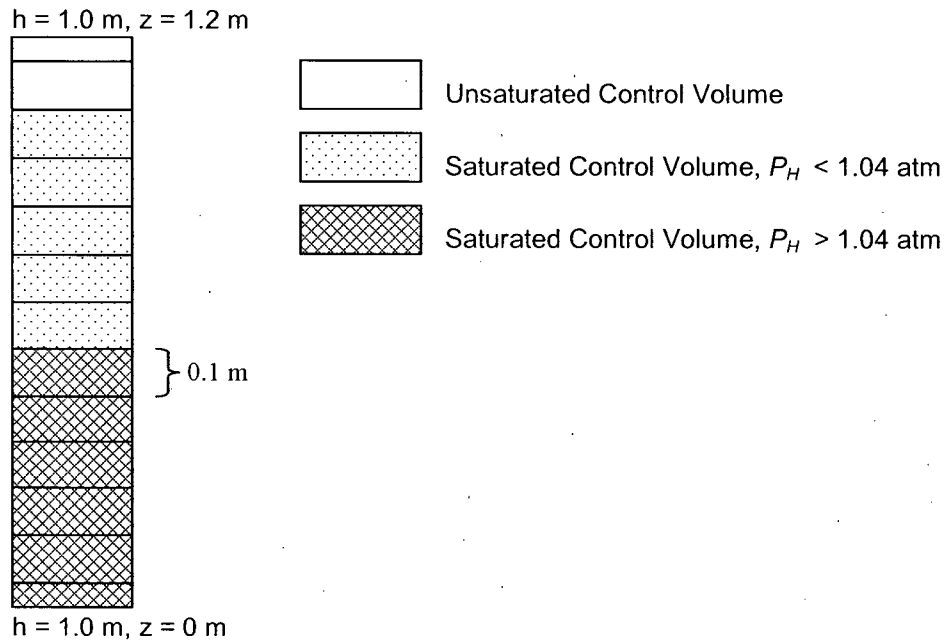 h = 1.0 m, z = 1.2 m
Unsaturated Control Volume
Saturated Control Volume, P_H < 1.04 atm
Saturated Control Volume, P_H > 1.04 atm
0.1 m
h = 1.0 m, z = 0 m